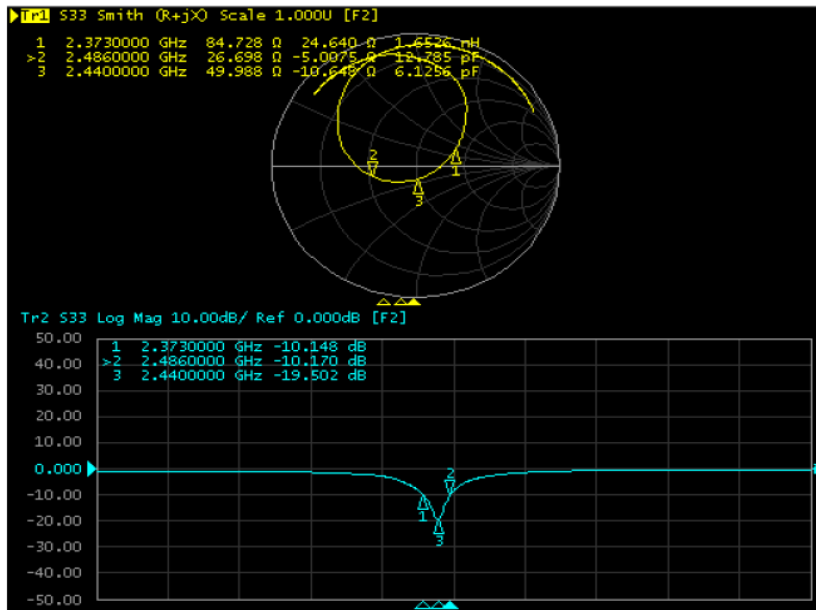 Tr1 S33 Smith (R+jX) Scale 1.000U [F2]
1 2.3730000 GHz 84.728 Ω 24.640 Ω 1.6526 nH
>2 2.4860000 GHz 26.698 Ω -5.0075 Ω 12.785 pF
3 2.4400000 GHz 49.988 Ω -10.648 Ω 6.1256 pF
2
1
3
Tr2 S33 Log Mag 10.00dB/ Ref 0.000dB [F2]
50.00
1 2.3730000 GHz -10.148 dB
>2 2.4860000 GHz -10.170 dB
40.00
3 2.4400000 GHz -19.502 dB
30.00
20.00
10.00
0.000
2
-10.00
1
-20.00
3
-30.00
-40.00
-50.00